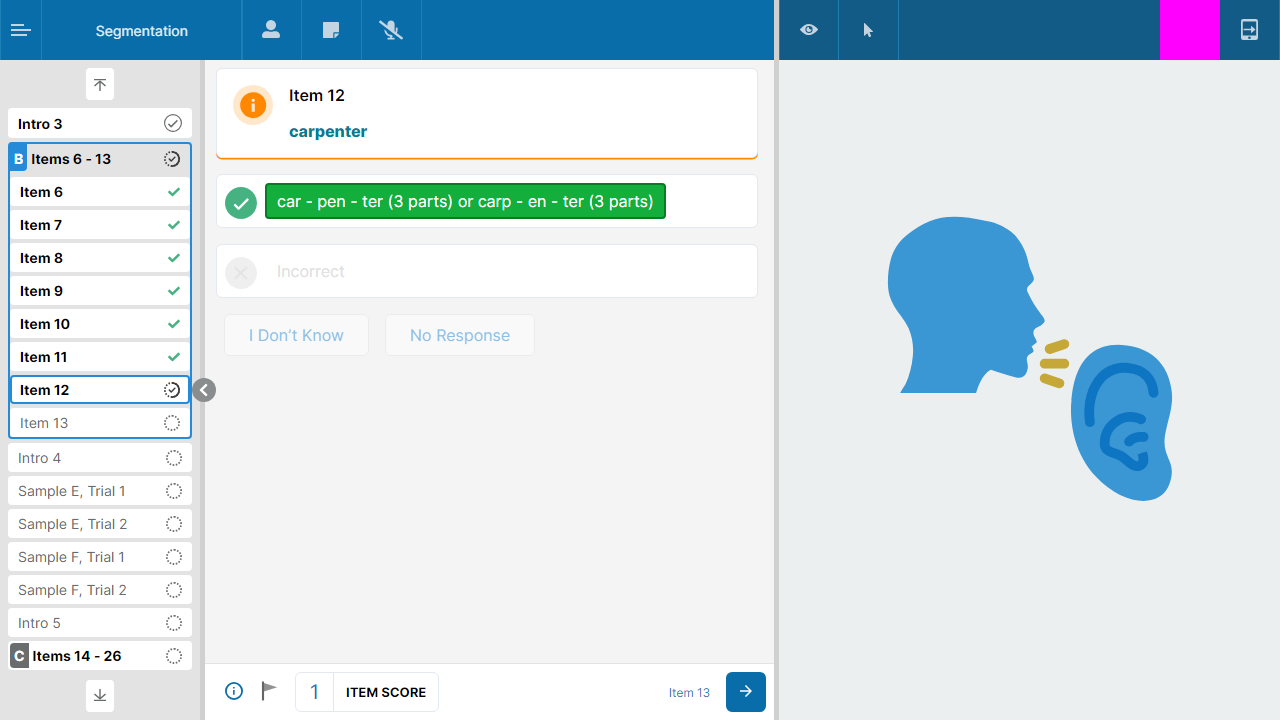 Segmentation
Intro 3
B Items 6 - 13
Item 6
Item 7
Item 8
Item 9
Item 10
Item 11
Item 12
Item 13
Intro 4
Sample E, Trial 1
Sample E, Trial 2
Sample F, Trial 1
Sample F, Trial 2
Intro 5
C Items 14 - 26
Item 12
carpenter
car - pen - ter (3 parts) or carp - en - ter (3 parts)
Incorrect
I Don't Know No Response
1 ITEM SCORE Item 13